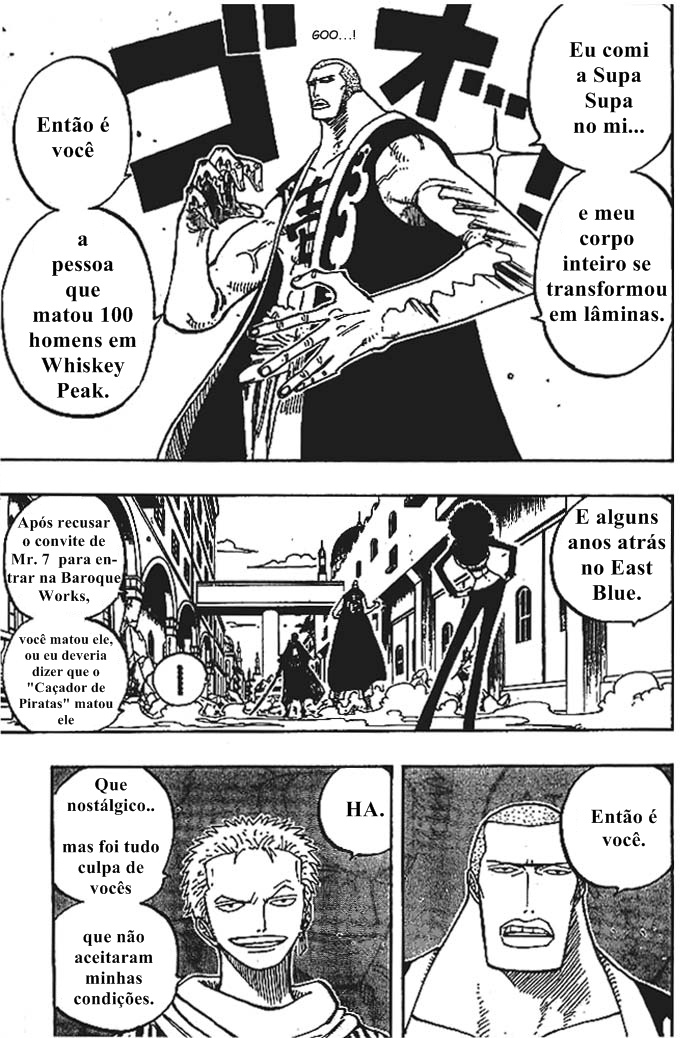 Eu comi
a Supa
Supa
no mi...
e meu
corpo
inteiro se
transformou
em lâminas.
GOO...!
ゴオォ…!
Então é
você
a
pessoa
que
matou 100
homens em
Whiskey
Peak.
E alguns
anos atrás
no East
Blue.
Após recusar
o convite de
Mr. 7 para en-
trar na Baroque
Works,
você matou ele,
ou eu deveria
dizer que o
"Caçador de
Piratas" matou
ele
Então é
você.
HA.
Que
nostálgico..
mas foi tudo
culpa de
vocês
que não
aceitaram
minhas
condições.